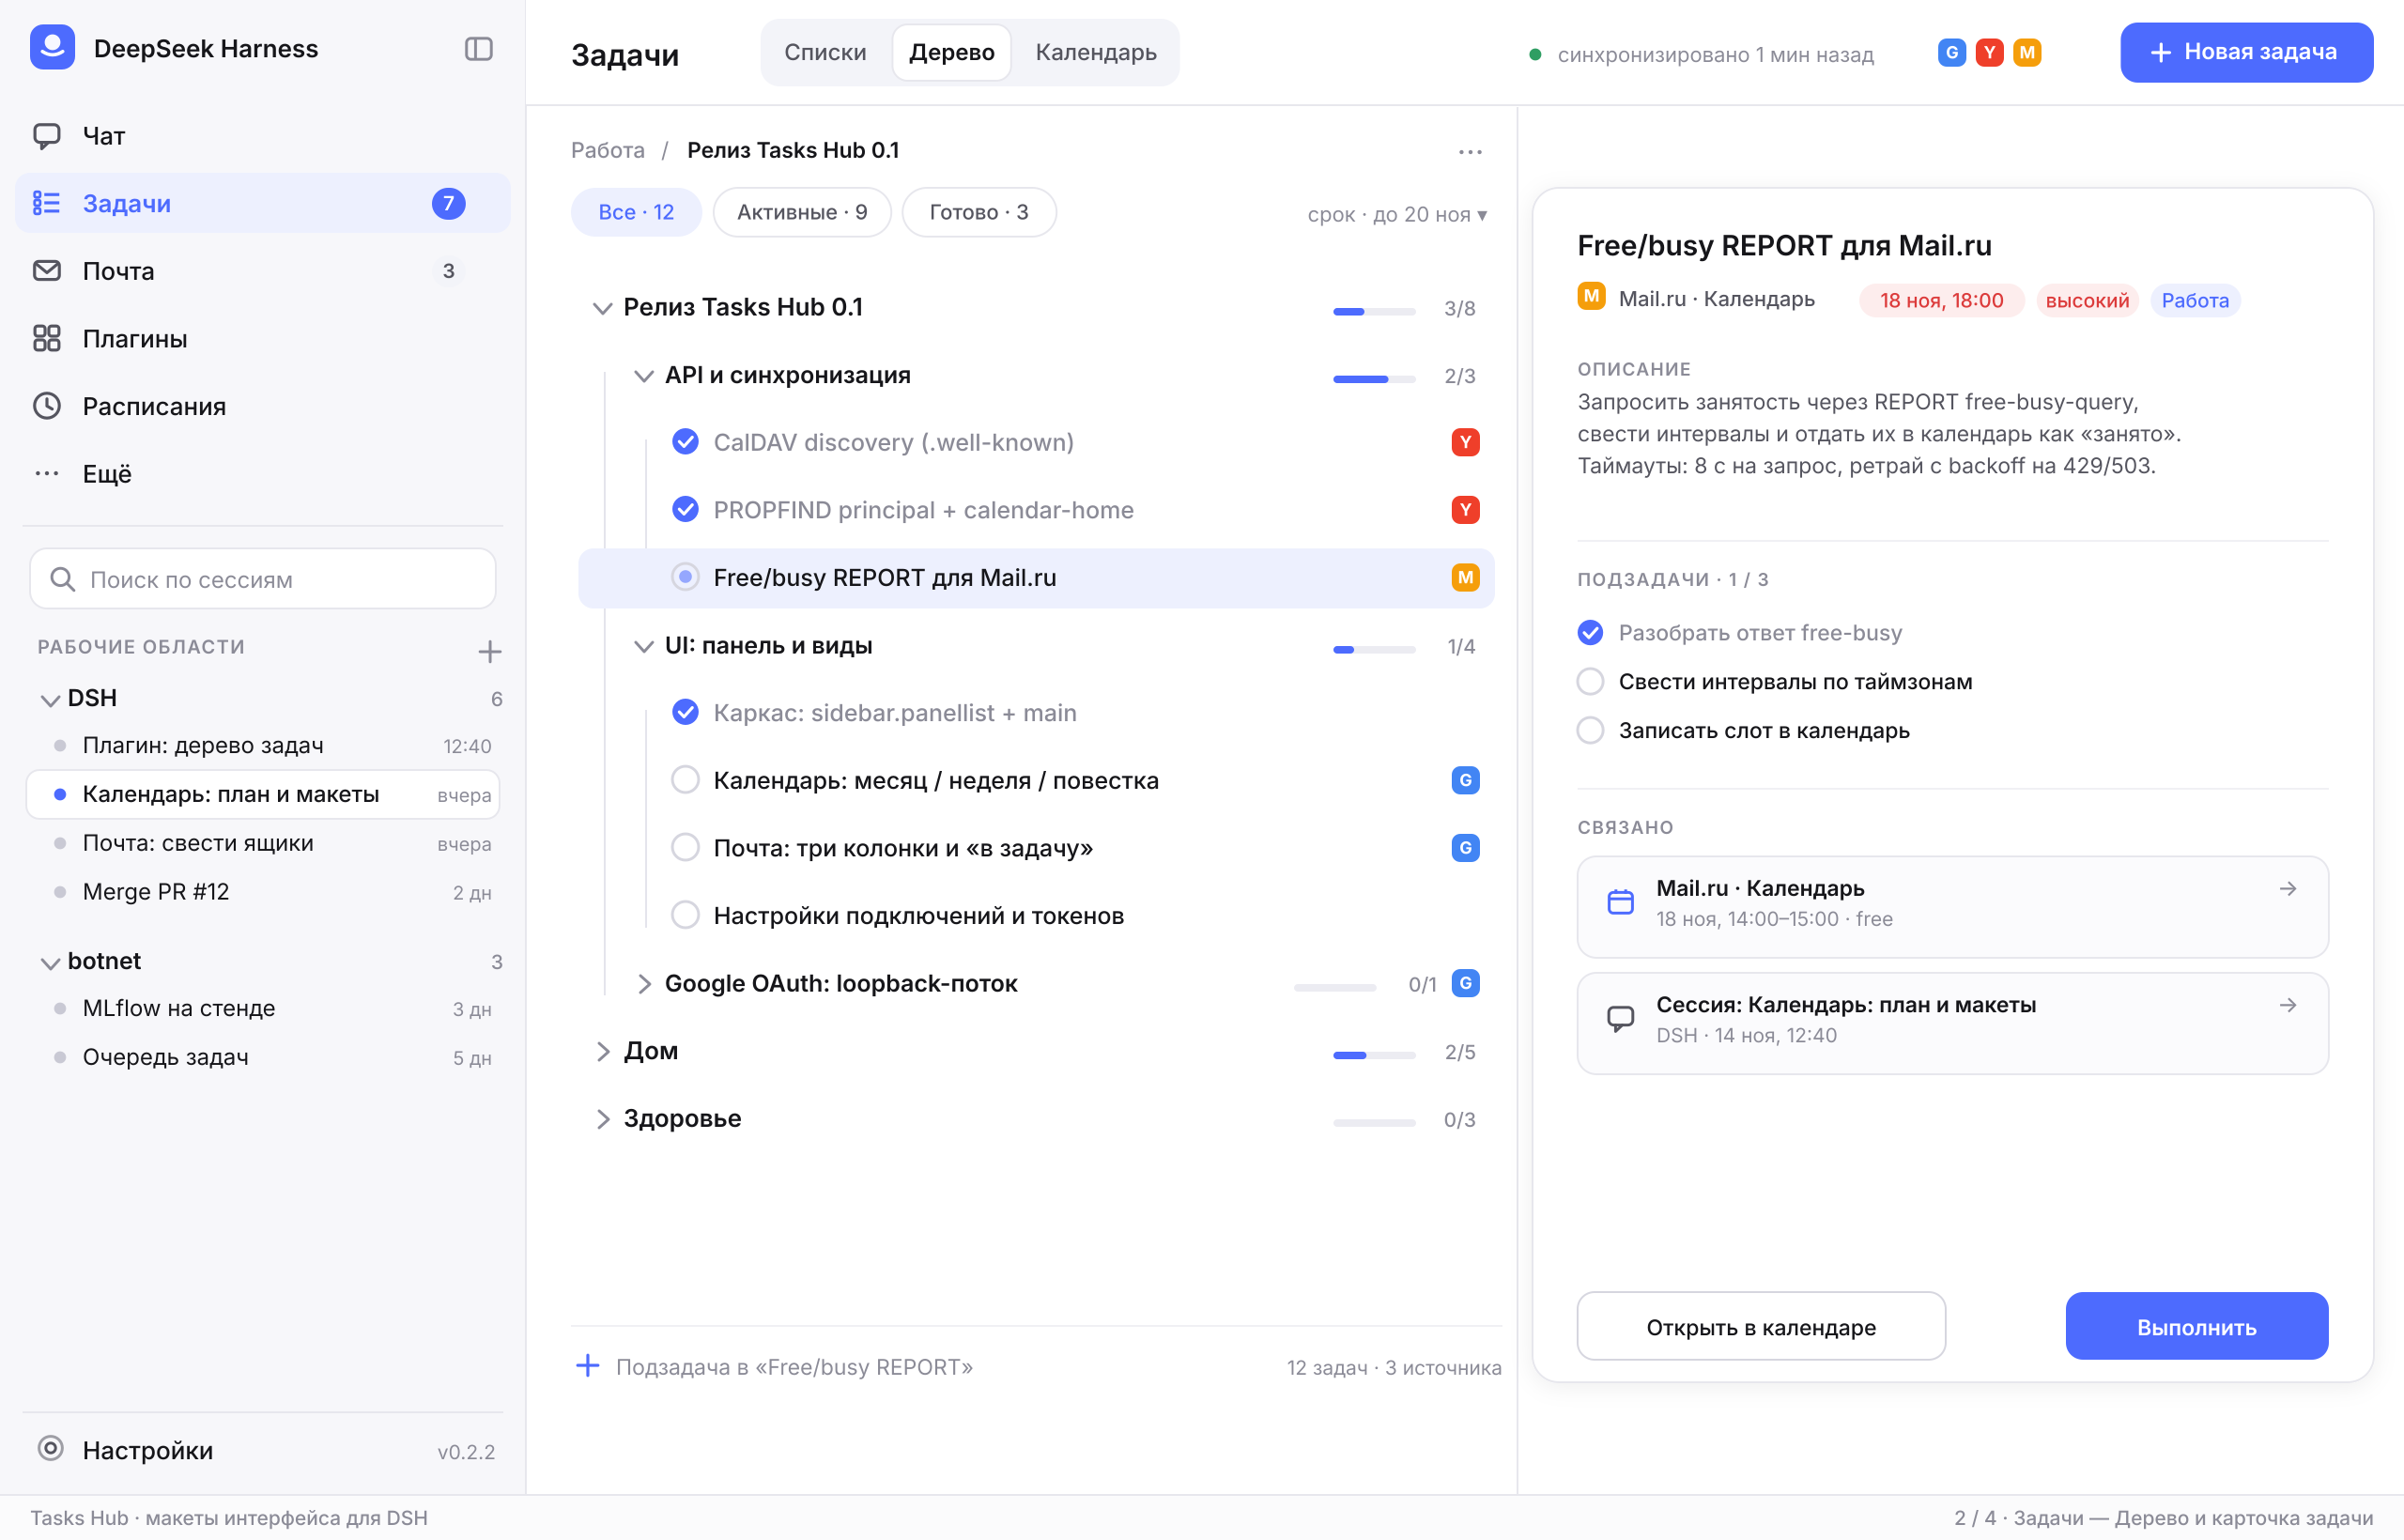 DeepSeek Harness
Чат
Задачи 7
Почта 3
Плагины
Расписания
Ещё
Поиск по сессиям
РАБОЧИЕ ОБЛАСТИ
DSH 6
Плагин: дерево задач 12:40
Календарь: план и макеты вчера
Почта: свести ящики вчера
Merge PR #12 2 дн
botnet 3
MLflow на стенде 3 дн
Очередь задач 5 дн
Настройки v0.2.2
Задачи Списки Дерево Календарь синхронизировано 1 мин назад G Y M Новая задача
Работа / Релиз Tasks Hub 0.1 ···
Все · 12 Активные · 9 Готово · 3 срок · до 20 ноя ▾
Релиз Tasks Hub 0.1 3/8
API и синхронизация 2/3
CalDAV discovery (.well-known) Y
PROPFIND principal + calendar-home Y
Free/busy REPORT для Mail.ru M
UI: панель и виды 1/4
Каркас: sidebar.panellist + main
Календарь: месяц / неделя / повестка G
Почта: три колонки и «в задачу» G
Настройки подключений и токенов
Google OAuth: loopback-поток 0/1 G
Дом 2/5
Здоровье 0/3
Подзадача в «Free/busy REPORT» 12 задач · 3 источника
Free/busy REPORT для Mail.ru
M Mail.ru · Календарь 18 ноя, 18:00 высокий Работа
ОПИСАНИЕ
Запросить занятость через REPORT free-busy-query,
свести интервалы и отдать их в календарь как «занято».
Таймауты: 8 с на запрос, ретрай с backoff на 429/503.
ПОДЗАДАЧИ · 1 / 3
Разобрать ответ free-busy
Свести интервалы по таймзонам
Записать слот в календарь
СВЯЗАНО
Mail.ru · Календарь →
18 ноя, 14:00–15:00 · free
Сессия: Календарь: план и макеты →
DSH · 14 ноя, 12:40
Открыть в календаре Выполнить
Tasks Hub · макеты интерфейса для DSH 2 / 4 · Задачи — Дерево и карточка задачи